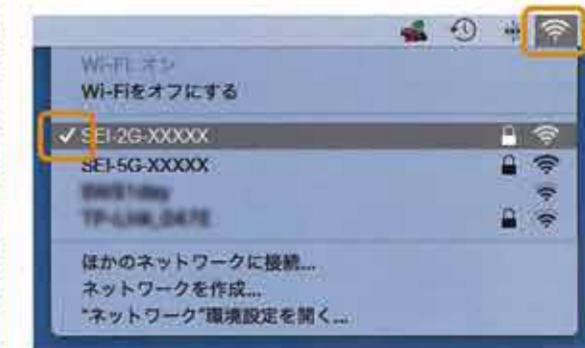 Wi-Fi: オン
Wi-Fiをオフにする
SEI-2G-XXXXX
SEI-5G-XXXXX
ほかのネットワークに接続...
ネットワークを作成...
"ネットワーク"環境設定を開く...